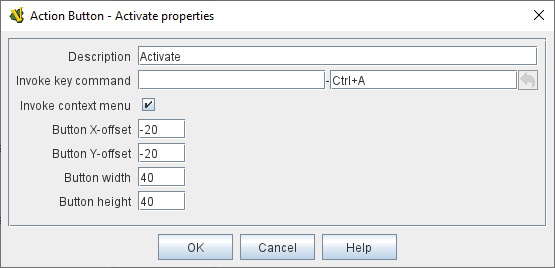 Action Button - Activate properties
Description Activate
Invoke key command - Ctrl+A
Invoke context menu
Button X-offset -20
Button Y-offset -20
Button width 40
Button height 40
OK Cancel Help